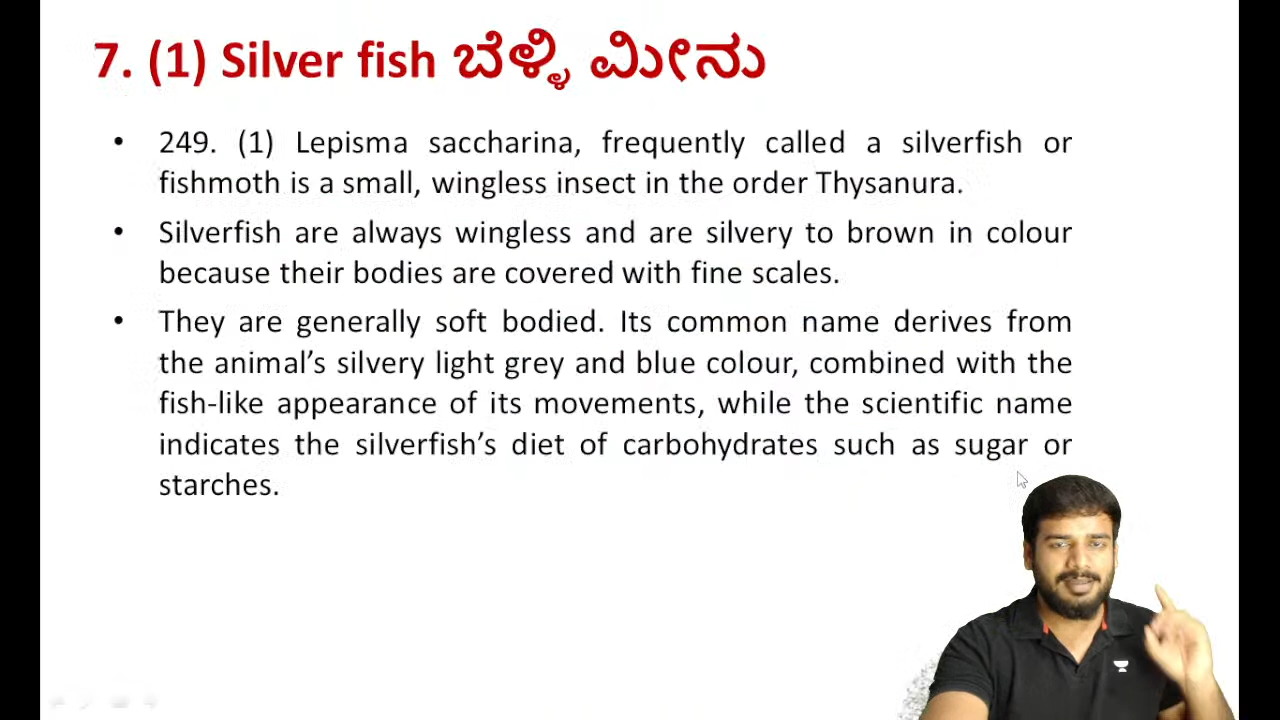 7. (1) Silver fish ಬೆಳ್ಳಿ ಮೀನು
• 249. (1) Lepisma saccharina, frequently called a silverfish or
fishmoth is a small, wingless insect in the order Thysanura.
• Silverfish are always wingless and are silvery to brown in colour
because their bodies are covered with fine scales.
• They are generally soft bodied. Its common name derives from
the animal’s silvery light grey and blue colour, combined with the
fish-like appearance of its movements, while the scientific name
indicates the silverfish’s diet of carbohydrates such as sugar or
starches.